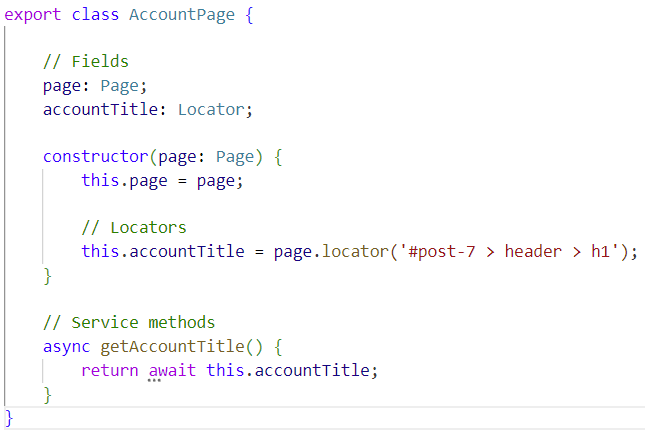 export class AccountPage {
// Fields
page: Page;
accountTitle: Locator;
constructor(page: Page) {
this.page = page;
// Locators
this.accountTitle = page.locator('#post-7 > header > h1');
}
// Service methods
async getAccountTitle() {
return await this.accountTitle;
}
}